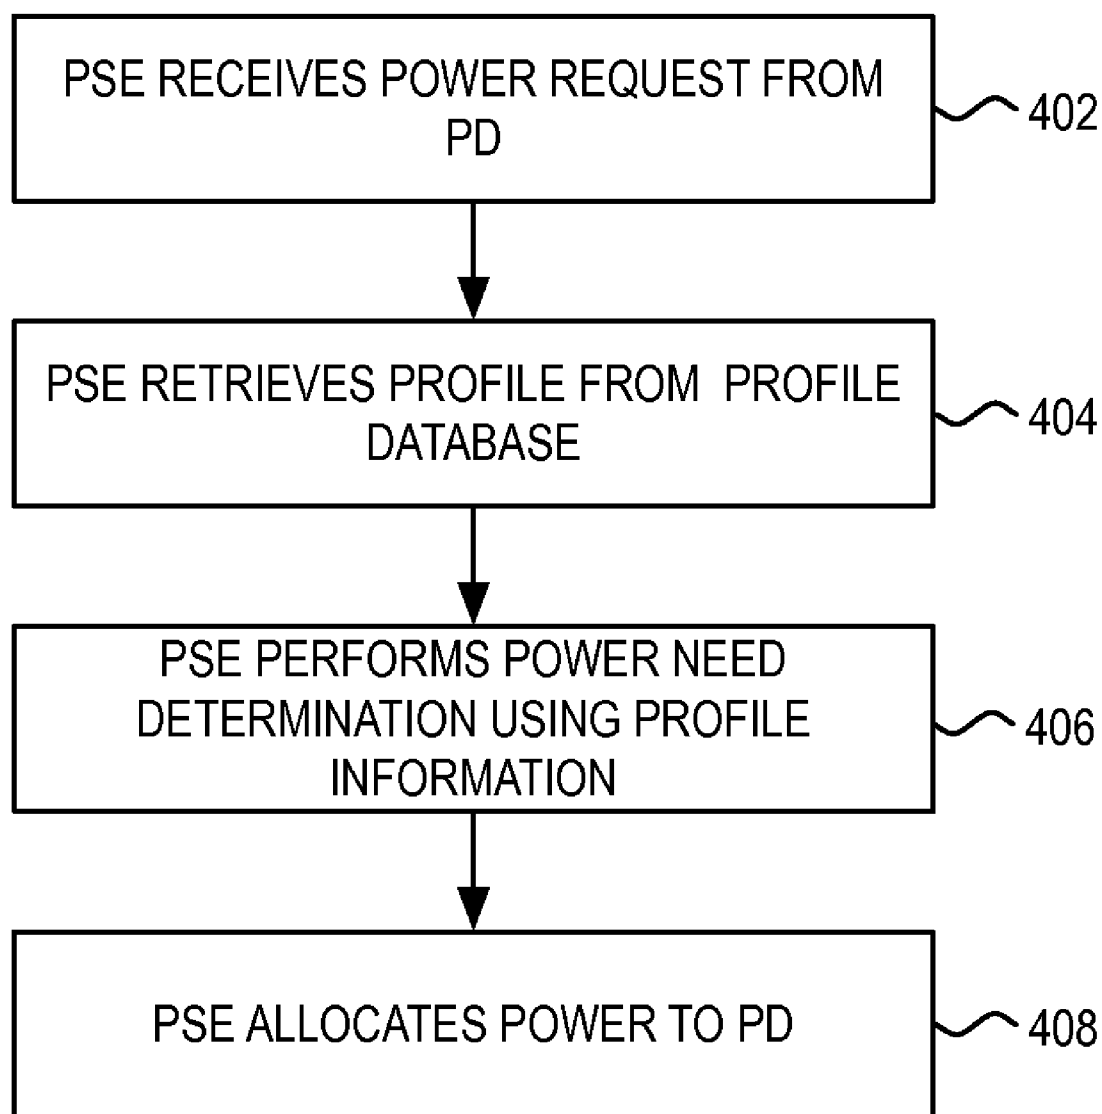 PSE RECEIVES POWER REQUEST FROM
PD
402
PSE RETRIEVES PROFILE FROM PROFILE
DATABASE
404
PSE PERFORMS POWER NEED
DETERMINATION USING PROFILE
INFORMATION
406
PSE ALLOCATES POWER TO PD
408